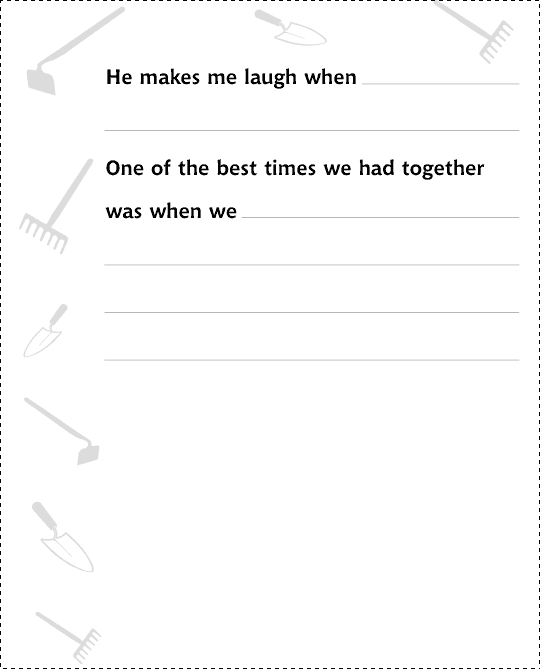 He makes me laugh when
One of the best times we had together
was when we